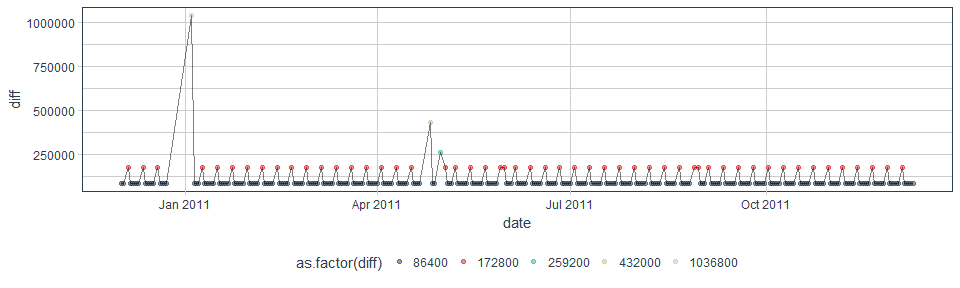 1000000
750000
500000
250000
diff
Jan 2011 Apr 2011 Jul 2011 Oct 2011
date
as.factor(diff) 86400 172800 259200 432000 1036800